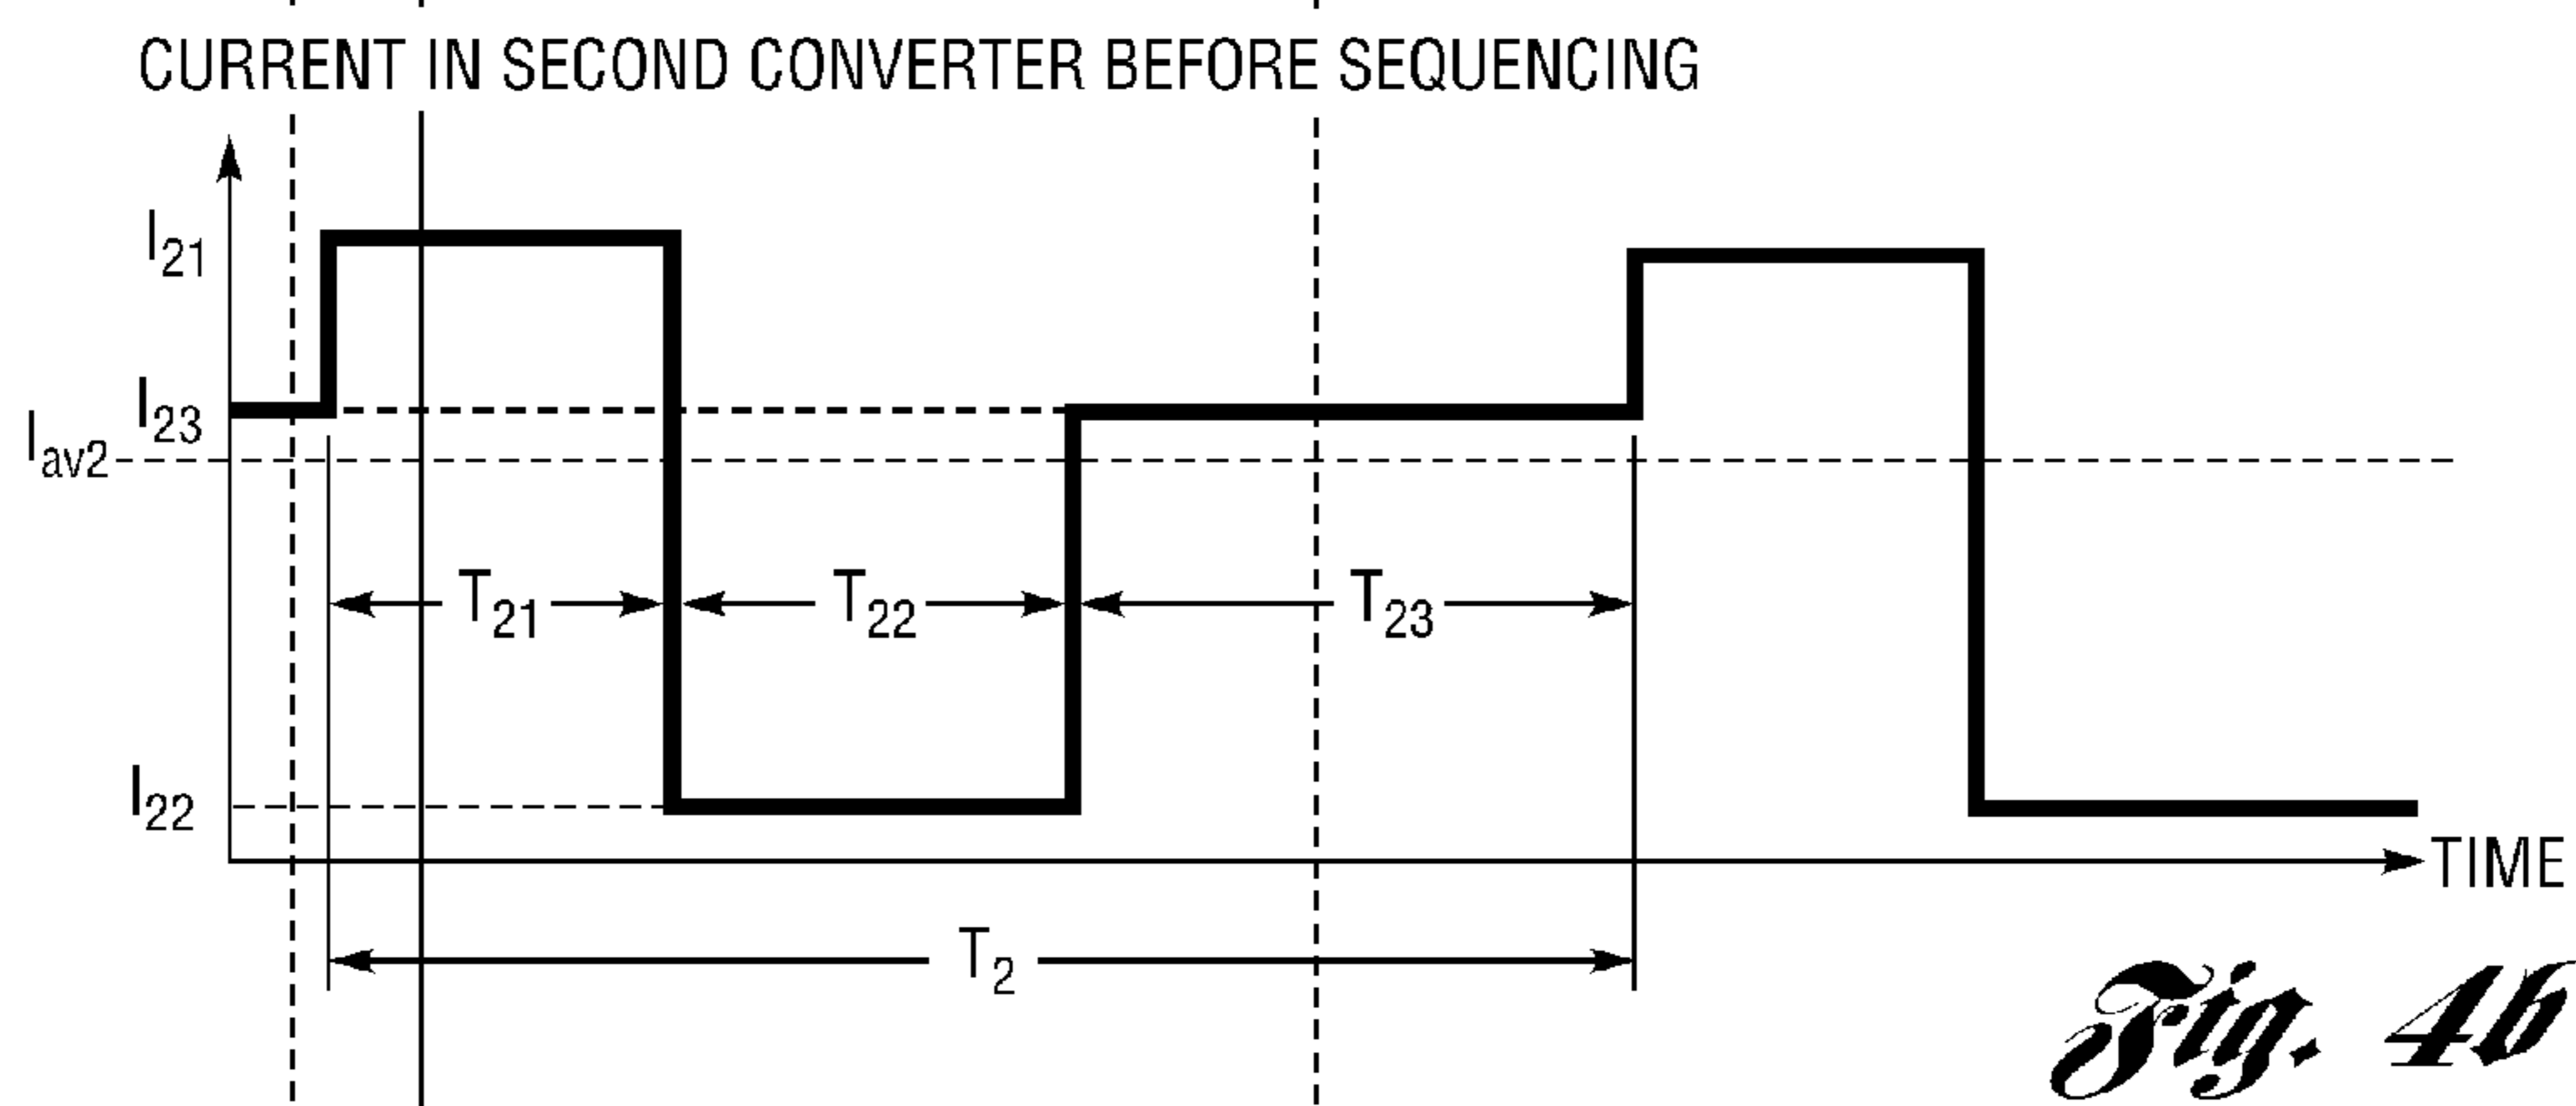 CURRENT IN SECOND CONVERTER BEFORE SEQUENCING
I21
I23
Iav2
T21
T22
T23
I22
TIME
T2
Fig. 4b